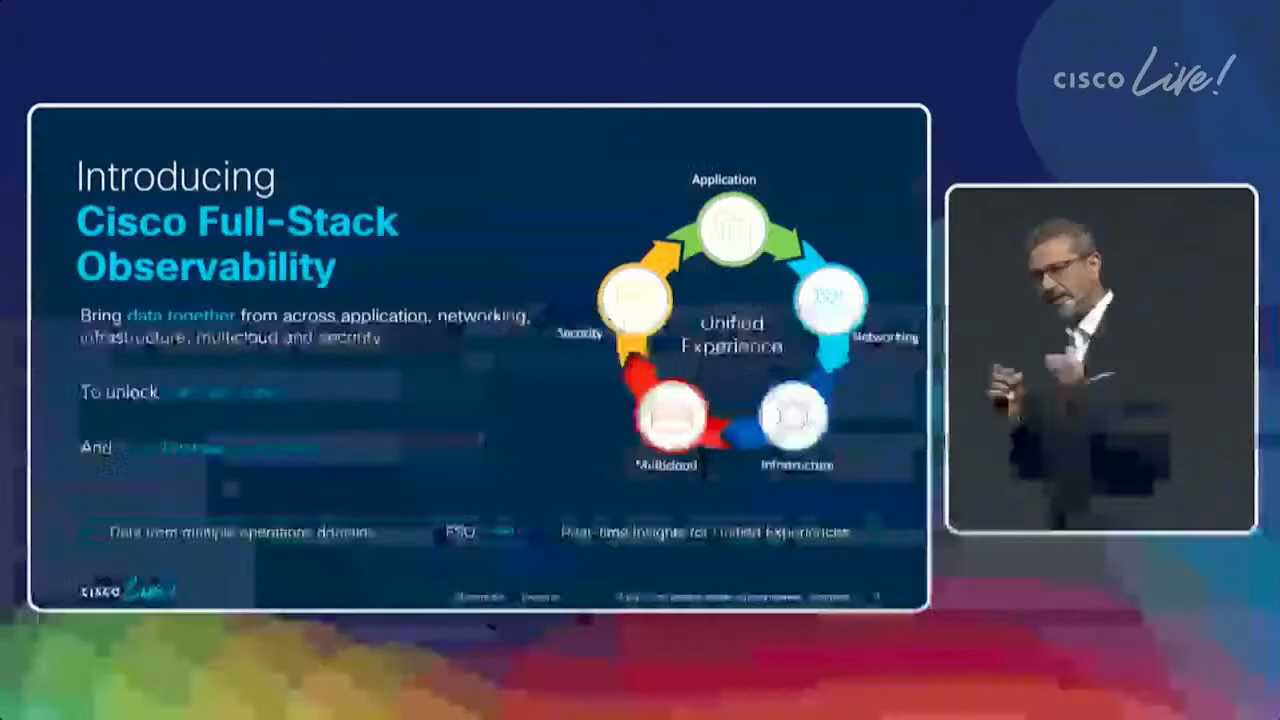 CISCO Live!
Introducing
Cisco Full-Stack
Observability
Bring data together from across application, networking,
infrastructure, multicloud and security
To unlock
And
Application
Security
Unified
Experience
Networking
Multicloud
Infrastructure
Data from multiple operations domains
FSO
Real-time Insights for Unified Experiences
CISCO Live!